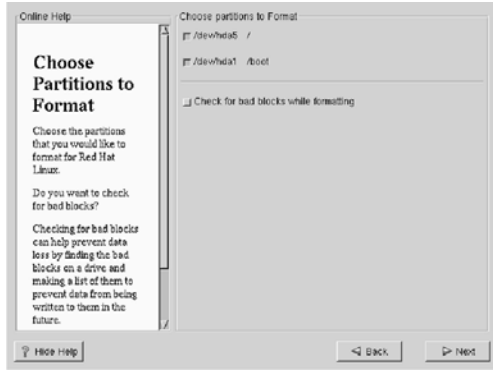 Online Help
Choose
Partitions to
Format
Choose the partitions
that you would like to
format for Red Hat
Linux.
Do you want to check
for bad blocks?
Checking for bad blocks
can help prevent data
loss by finding the bad
blocks on a drive and
making a list of them to
prevent data from being
written to them in the
future.
Choose partitions to Format
/dev/hda5 /
/dev/hda1 /boot
Check for bad blocks while formatting
? Hide Help
Back
Next